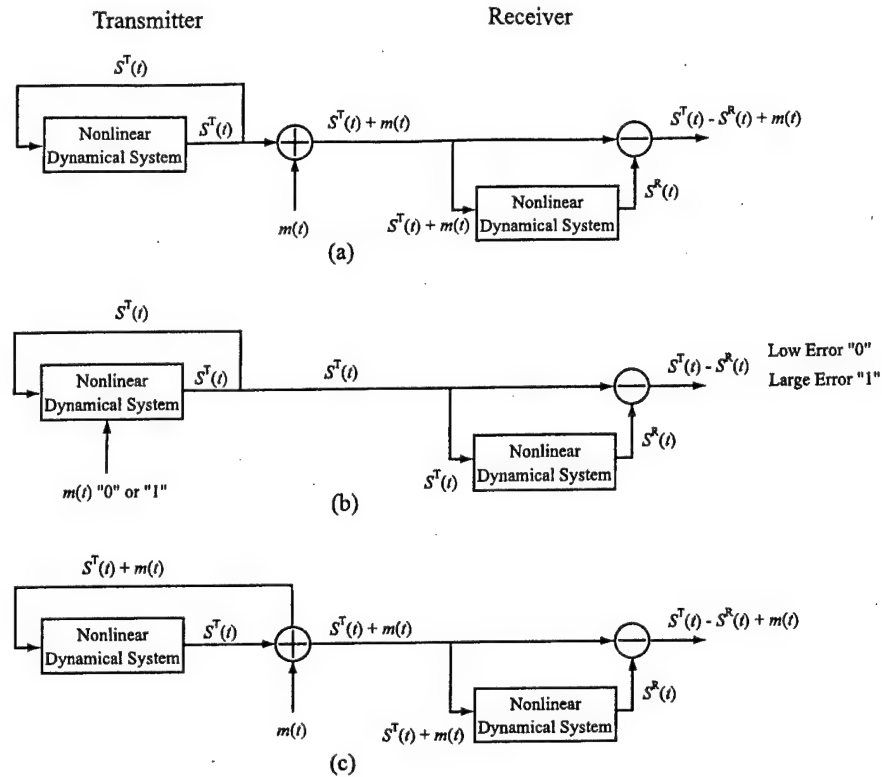 Transmitter
Receiver
S^T(t)
Nonlinear
Dynamical System
S^T(t)
S^T(t) + m(t)
m(t)
S^T(t) + m(t)
Nonlinear
Dynamical System
S^R(t)
S^T(t) - S^R(t) + m(t)
(a)
S^T(t)
Nonlinear
Dynamical System
S^T(t)
S^T(t)
m(t) "0" or "1"
S^T(t)
Nonlinear
Dynamical System
S^R(t)
S^T(t) - S^R(t)
Low Error "0"
Large Error "1"
(b)
S^T(t) + m(t)
Nonlinear
Dynamical System
S^T(t)
S^T(t) + m(t)
m(t)
S^T(t) + m(t)
Nonlinear
Dynamical System
S^R(t)
S^T(t) - S^R(t) + m(t)
(c)